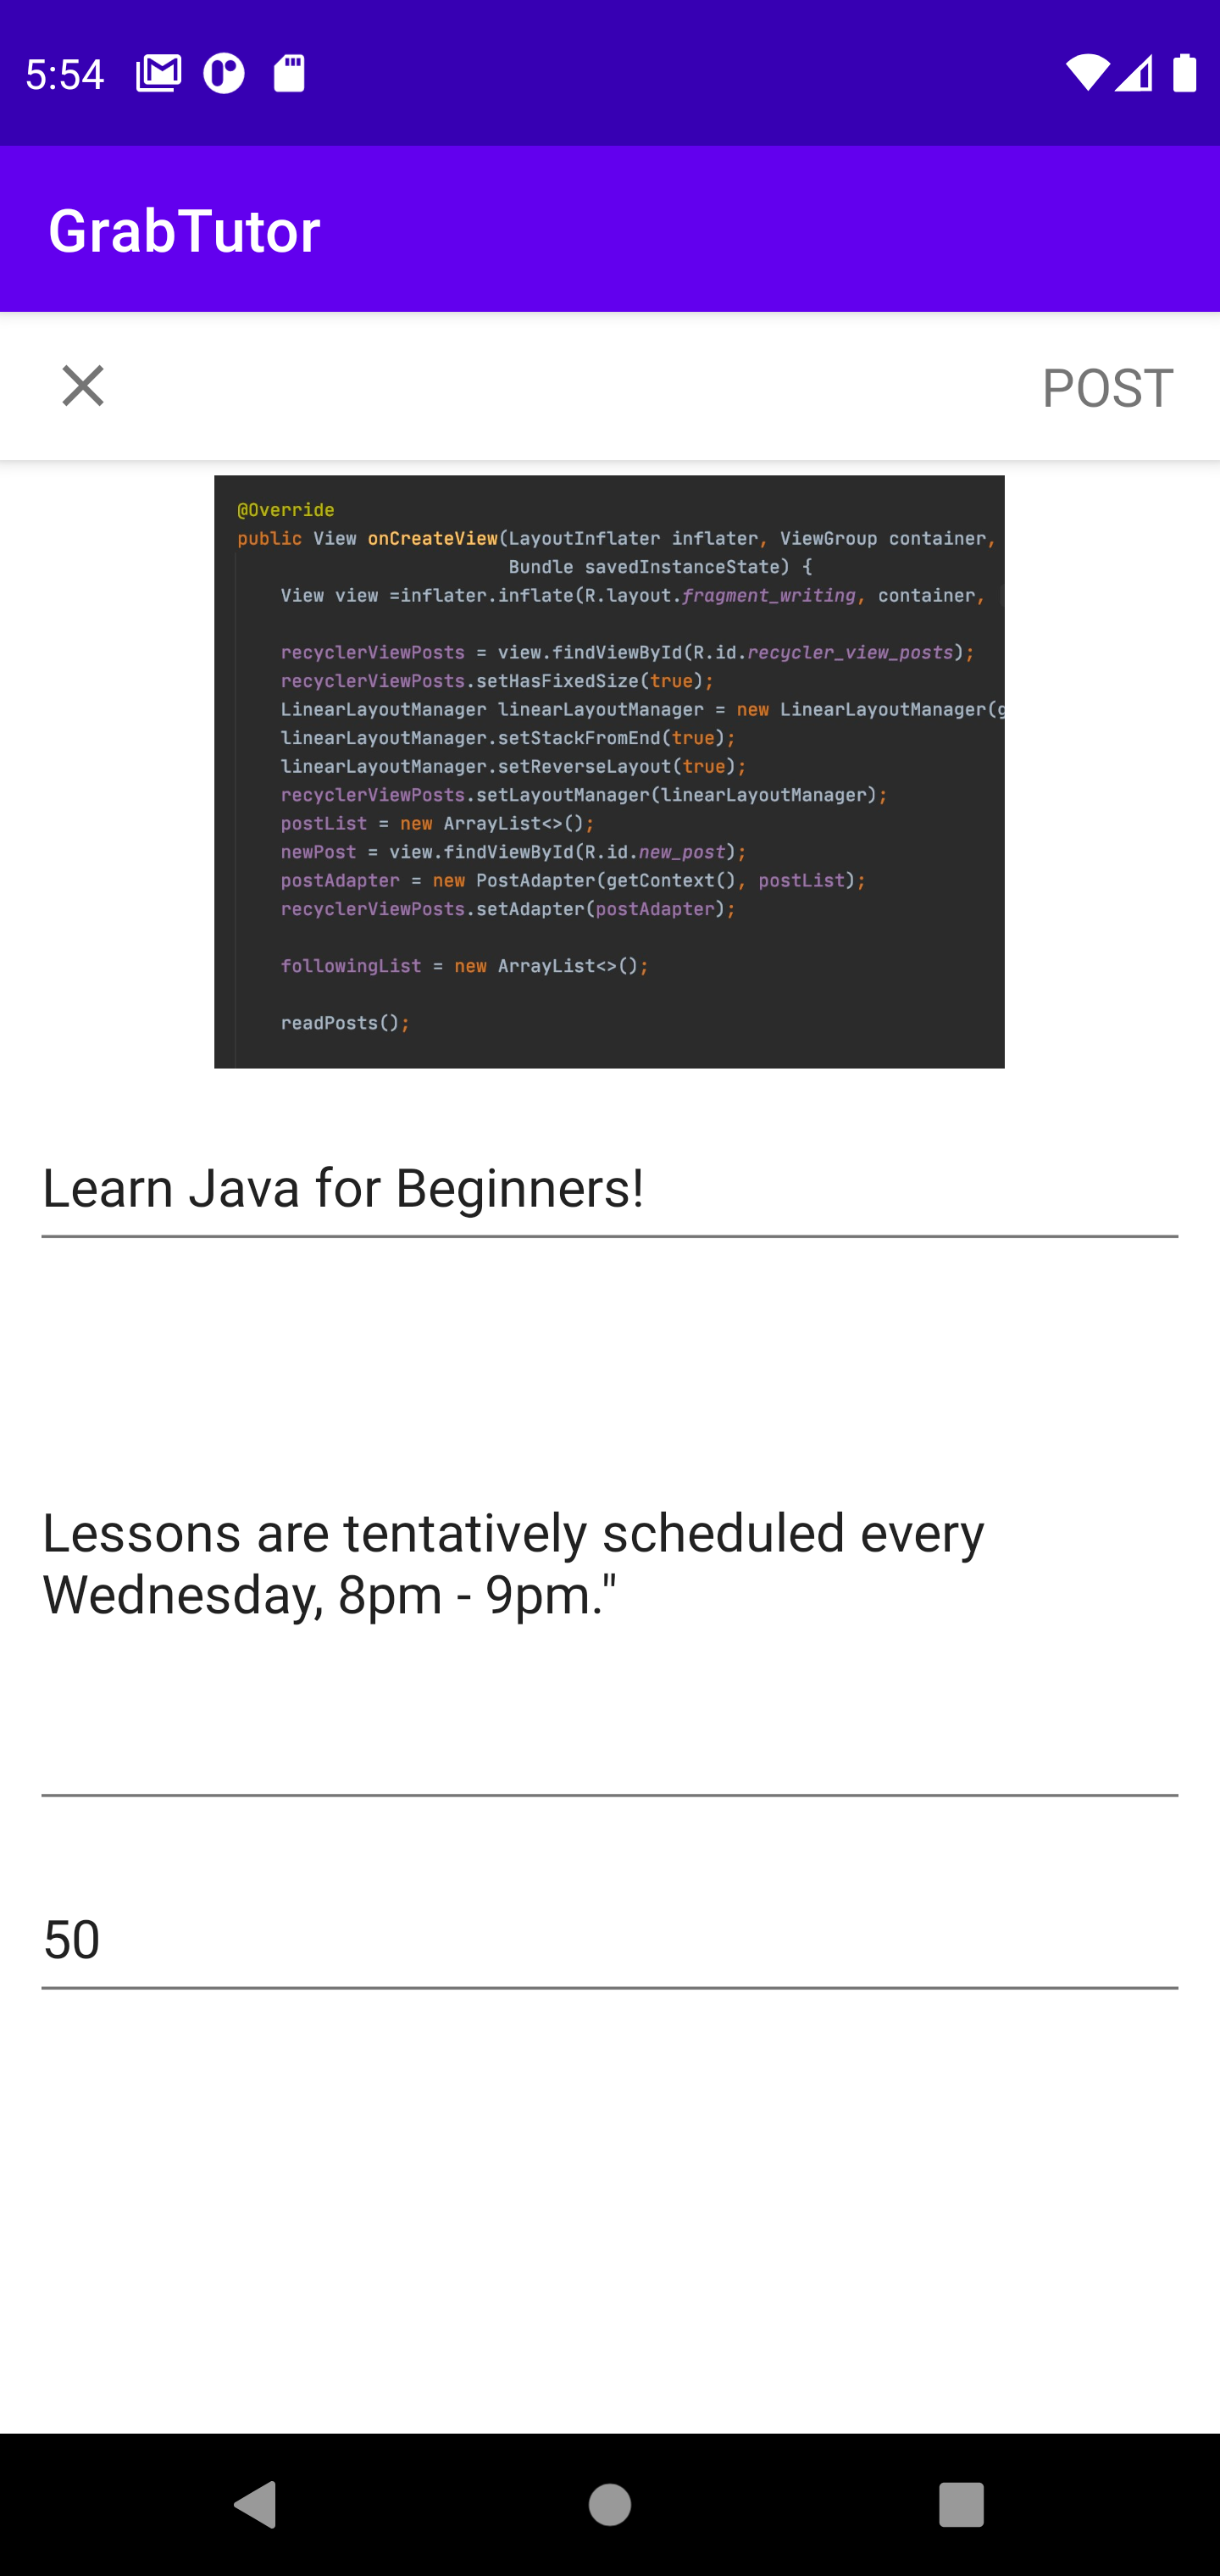 5:54
GrabTutor
POST
@Override
public View onCreateView(LayoutInflater inflater, ViewGroup container,
Bundle savedInstanceState) {
View view =inflater.inflate(R.layout.fragment_writing, container,
recyclerViewPosts = view.findViewById(R.id.recycler_view_posts);
recyclerViewPosts.setHasFixedSize(true);
LinearLayoutManager linearLayoutManager = new LinearLayoutManager(g
linearLayoutManager.setStackFromEnd(true);
linearLayoutManager.setReverseLayout(true);
recyclerViewPosts.setLayoutManager(linearLayoutManager);
postList = new ArrayList<>();
newPost = view.findViewById(R.id.new_post);
postAdapter = new PostAdapter(getContext(), postList);
recyclerViewPosts.setAdapter(postAdapter);
followingList = new ArrayList<>();
readPosts();
Learn Java for Beginners!
Lessons are tentatively scheduled every
Wednesday, 8pm - 9pm."
50